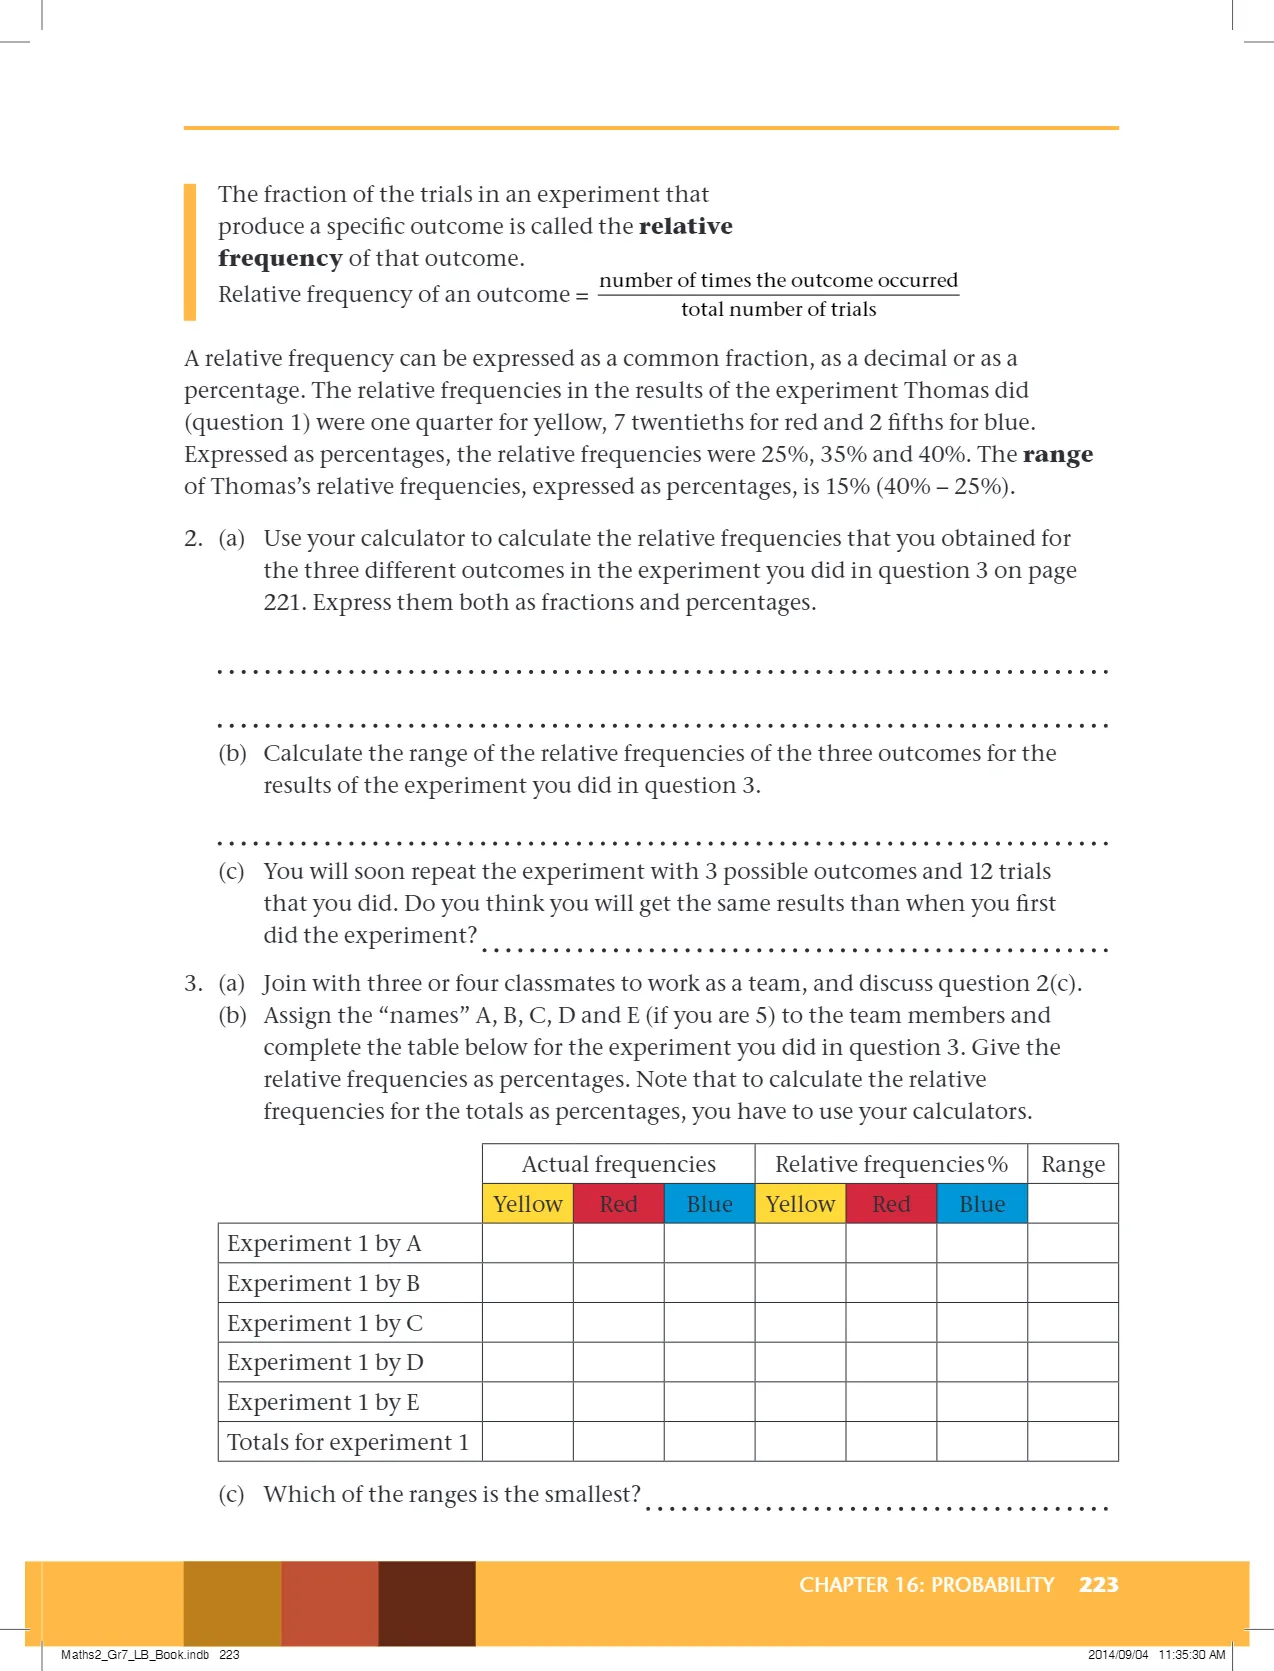 The fraction of the trials in an experiment that
produce a specific outcome is called the relative
frequency of that outcome.
Relative frequency of an outcome = number of times the outcome occurred
total number of trials
A relative frequency can be expressed as a common fraction, as a decimal or as a
percentage. The relative frequencies in the results of the experiment Thomas did
(question 1) were one quarter for yellow, 7 twentieths for red and 2 fifths for blue.
Expressed as percentages, the relative frequencies were 25%, 35% and 40%. The range
of Thomas’s relative frequencies, expressed as percentages, is 15% (40% – 25%).
2. (a) Use your calculator to calculate the relative frequencies that you obtained for
the three different outcomes in the experiment you did in question 3 on page
221. Express them both as fractions and percentages.
(b) Calculate the range of the relative frequencies of the three outcomes for the
results of the experiment you did in question 3.
(c) You will soon repeat the experiment with 3 possible outcomes and 12 trials
that you did. Do you think you will get the same results than when you first
did the experiment?
3. (a) Join with three or four classmates to work as a team, and discuss question 2(c).
(b) Assign the “names” A, B, C, D and E (if you are 5) to the team members and
complete the table below for the experiment you did in question 3. Give the
relative frequencies as percentages. Note that to calculate the relative
frequencies for the totals as percentages, you have to use your calculators.
Actual frequencies Relative frequencies% Range
Yellow Red Blue Yellow Red Blue
Experiment 1 by A
Experiment 1 by B
Experiment 1 by C
Experiment 1 by D
Experiment 1 by E
Totals for experiment 1
(c) Which of the ranges is the smallest?
CHAPTER 16: PROBABILITY 223
Maths2_Gr7_LB_Book.indb 223 2014/09/04 11:35:30 AM